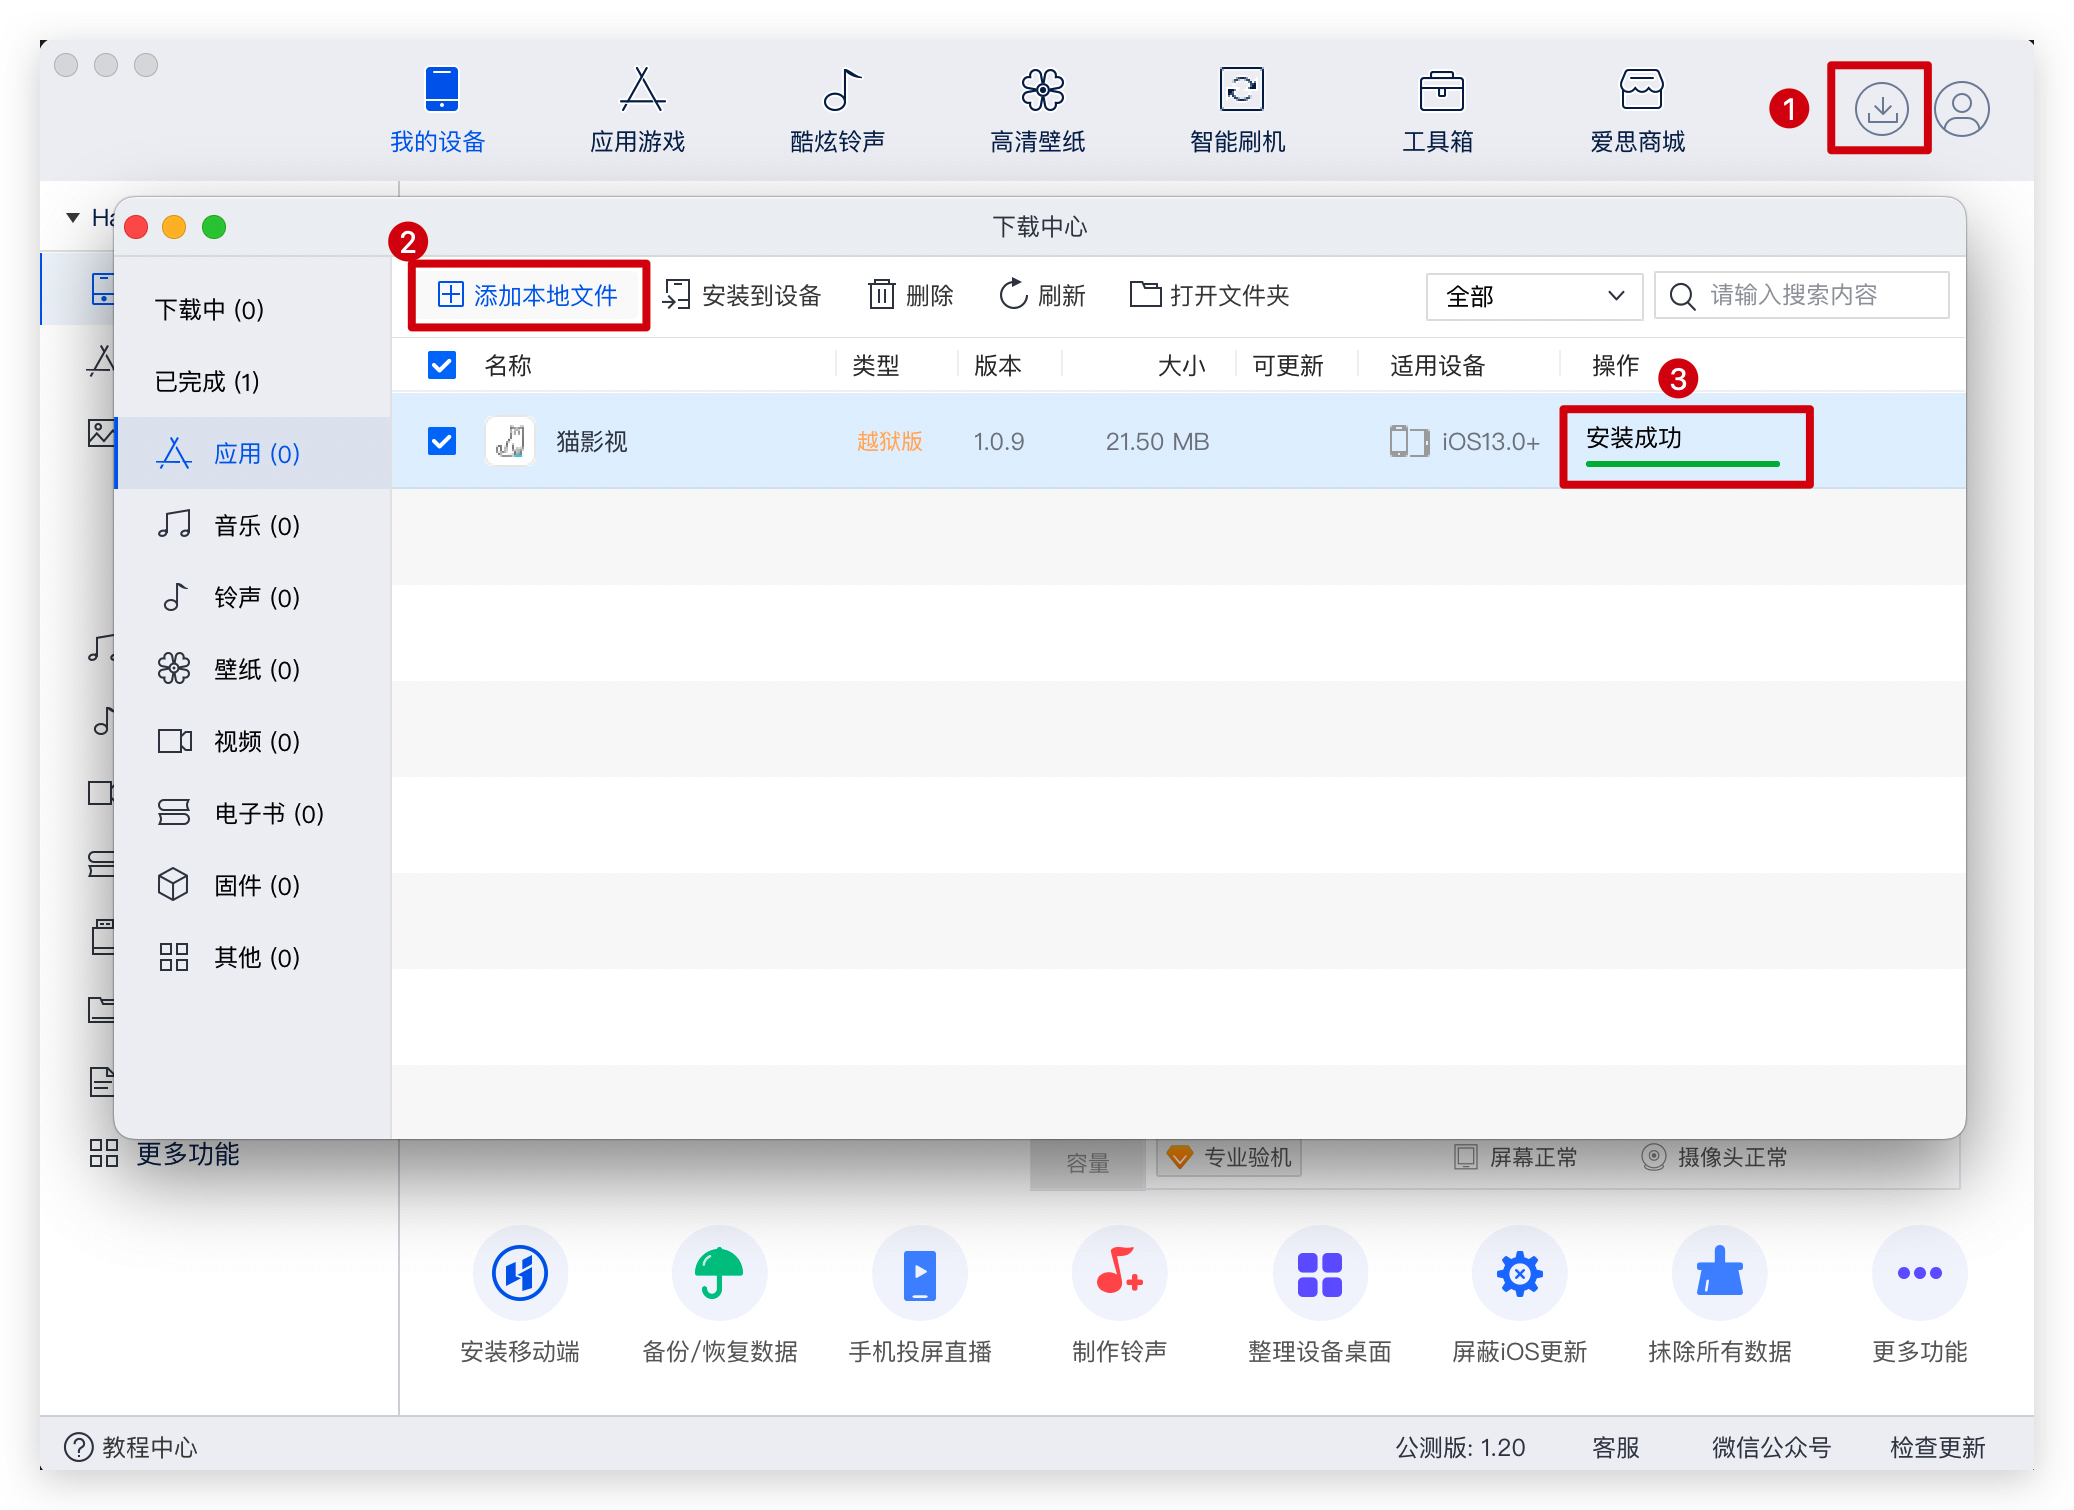 我的设备
应用游戏
酷炫铃声
高清壁纸
智能刷机
工具箱
爱思商城
1
Ha
下载中心
2
下载中 (0)
已完成 (1)
应用 (0)
音乐 (0)
铃声 (0)
壁纸 (0)
视频 (0)
电子书 (0)
固件 (0)
其他 (0)
添加本地文件
安装到设备
删除
刷新
打开文件夹
全部
请输入搜索内容
名称
类型
版本
大小
可更新
适用设备
操作
3
猫影视
越狱版
1.0.9
21.50 MB
iOS13.0+
安装成功
更多功能
容量
专业验机
屏幕正常
摄像头正常
安装移动端
备份/恢复数据
手机投屏直播
制作铃声
整理设备桌面
屏蔽iOS更新
抹除所有数据
更多功能
教程中心
公测版: 1.20
客服
微信公众号
检查更新